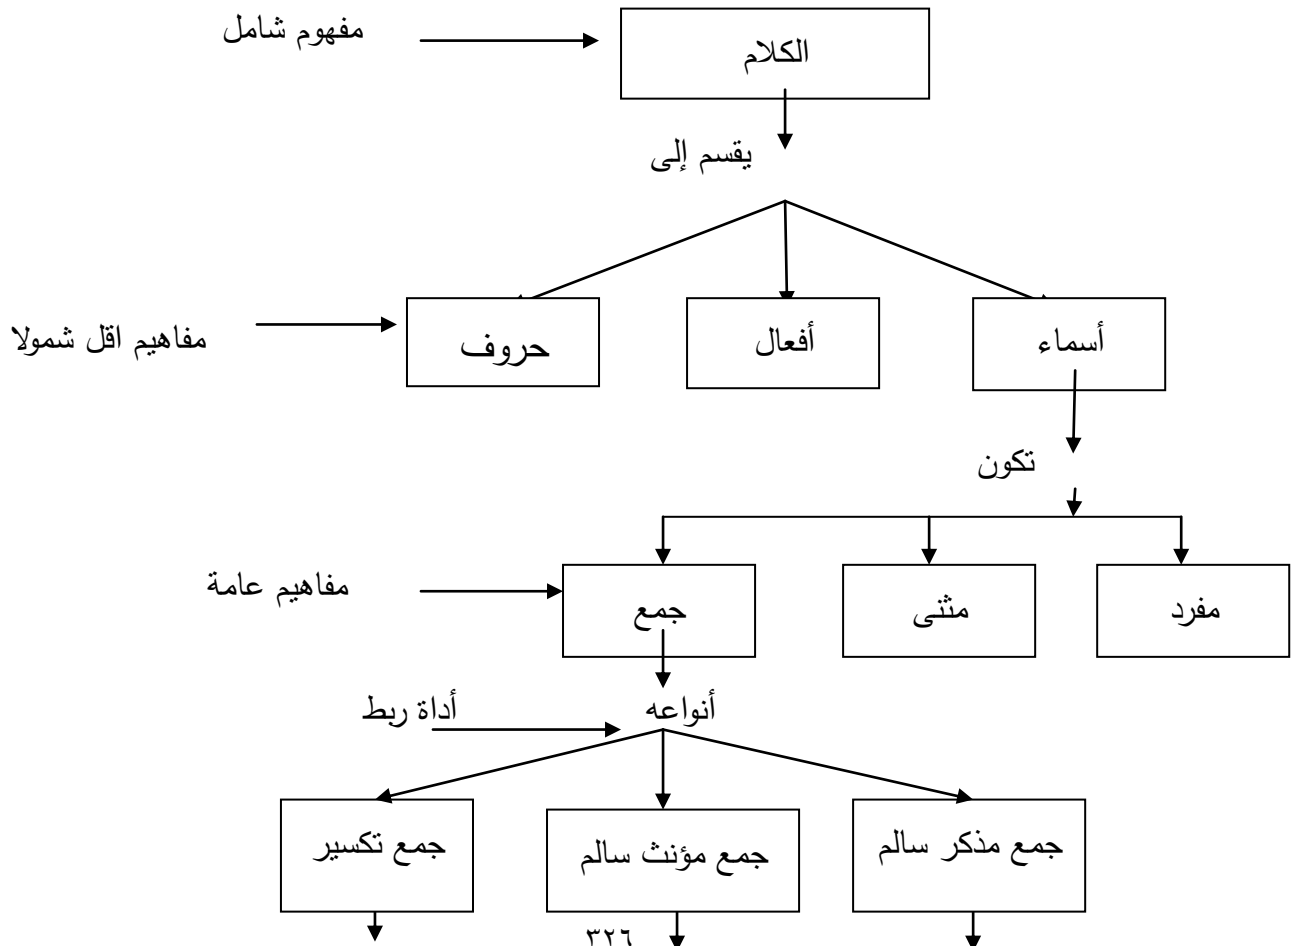 مفهوم شامل
الكلام
يقسم إلى
أسماء
أفعال
حروف
مفاهيم اقل شمولا
تكون
مفرد
مثنى
جمع
مفاهيم عامة
أنواعه
أداة ربط
جمع مذكر سالم
جمع مؤنث سالم
جمع تكسير
٣٢٦